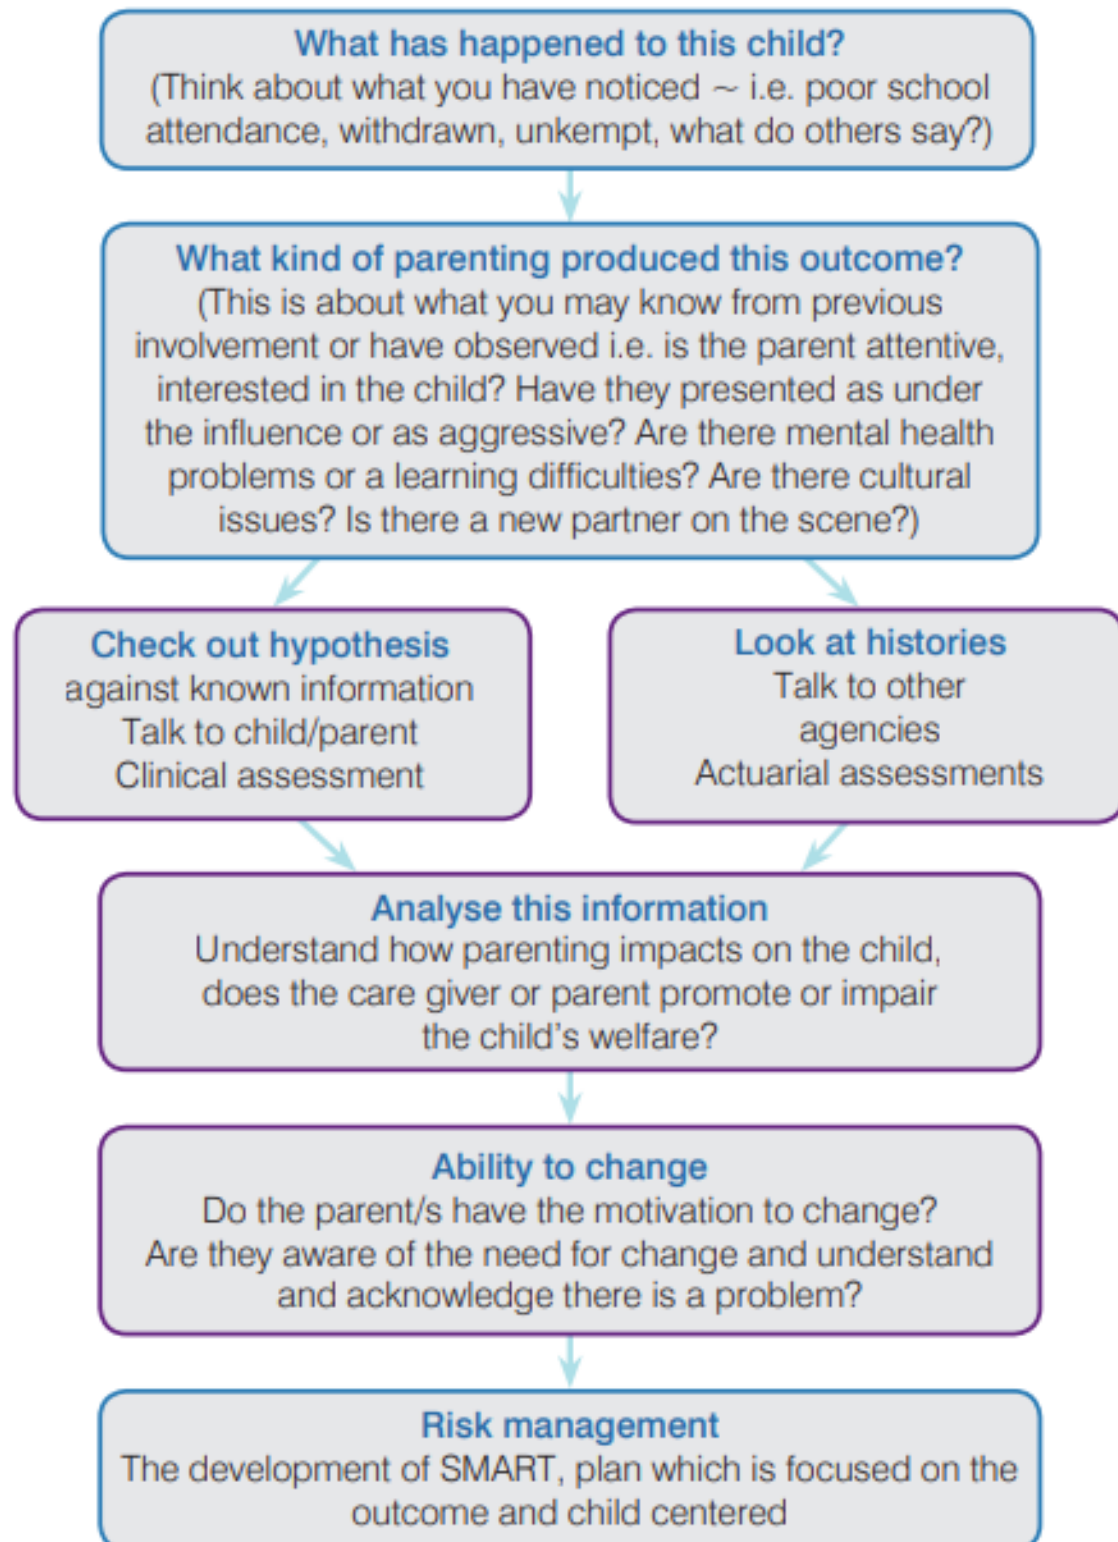 What has happened to this child?
(Think about what you have noticed ~ i.e. poor school
attendance, withdrawn, unkempt, what do others say?)
What kind of parenting produced this outcome?
(This is about what you may know from previous
involvement or have observed i.e. is the parent attentive,
interested in the child? Have they presented as under
the influence or as aggressive? Are there mental health
problems or a learning difficulties? Are there cultural
issues? Is there a new partner on the scene?)
Check out hypothesis
against known information
Talk to child/parent
Clinical assessment
Look at histories
Talk to other
agencies
Actuarial assessments
Analyse this information
Understand how parenting impacts on the child,
does the care giver or parent promote or impair
the child's welfare?
Ability to change
Do the parent/s have the motivation to change?
Are they aware of the need for change and understand
and acknowledge there is a problem?
Risk management
The development of SMART, plan which is focused on the
outcome and child centered